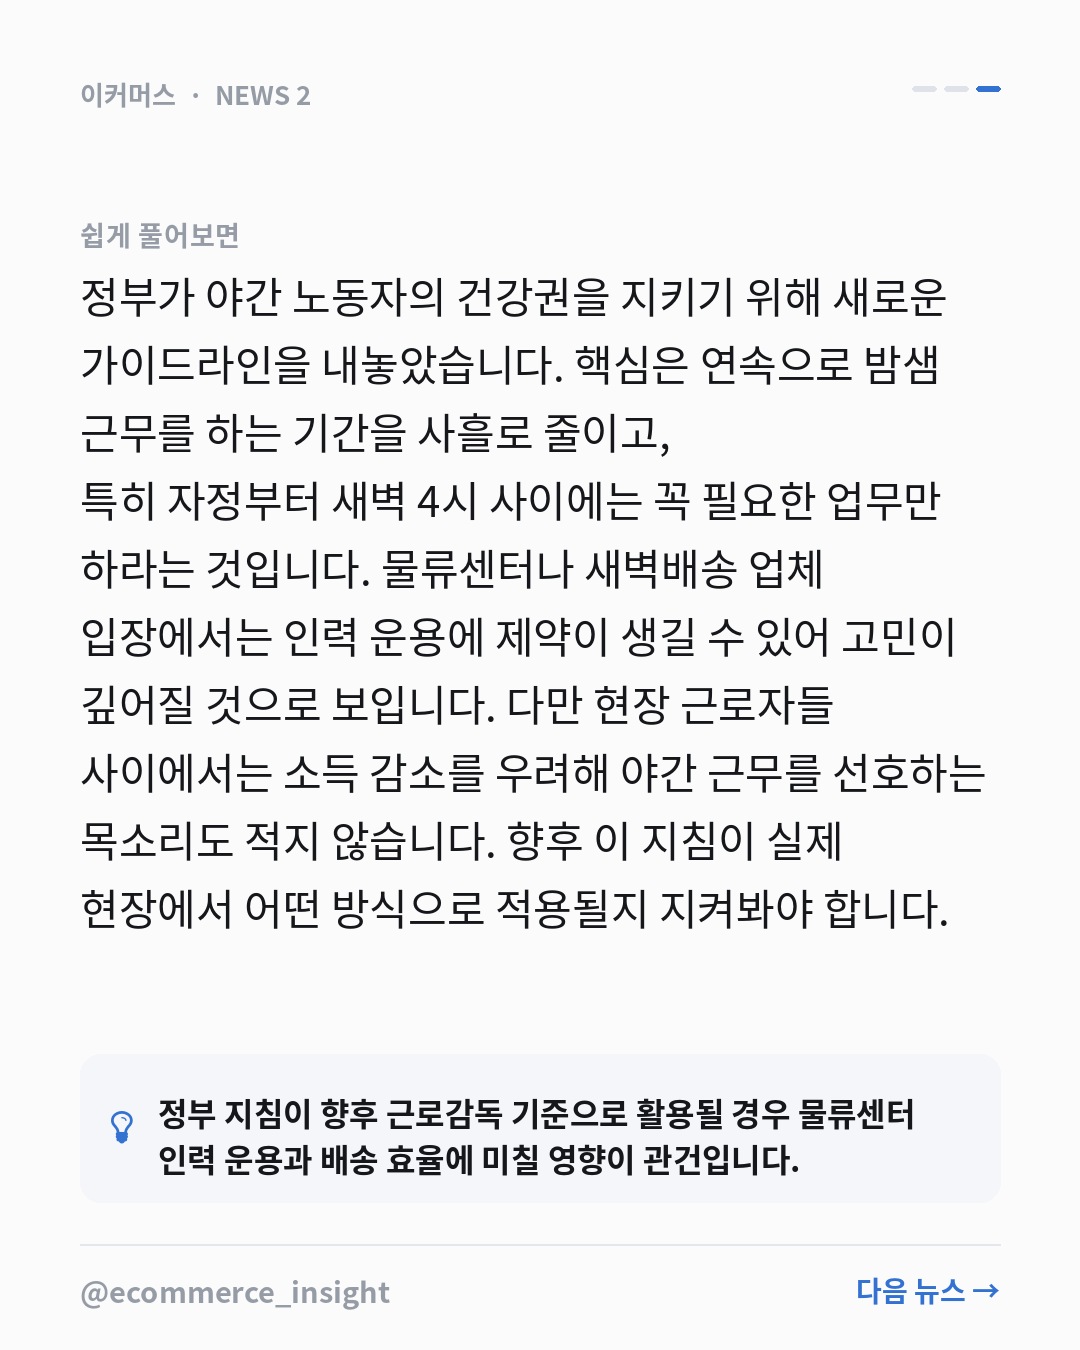 이커머스 · NEWS 2
쉽게 풀어보면
정부가 야간 노동자의 건강권을 지키기 위해 새로운
가이드라인을 내놓았습니다. 핵심은 연속으로 밤샘
근무를 하는 기간을 사흘로 줄이고,
특히 자정부터 새벽 4시 사이에는 꼭 필요한 업무만
하라는 것입니다. 물류센터나 새벽배송 업체
입장에서는 인력 운용에 제약이 생길 수 있어 고민이
깊어질 것으로 보입니다. 다만 현장 근로자들
사이에서는 소득 감소를 우려해 야간 근무를 선호하는
목소리도 적지 않습니다. 향후 이 지침이 실제
현장에서 어떤 방식으로 적용될지 지켜봐야 합니다.
정부 지침이 향후 근로감독 기준으로 활용될 경우 물류센터
인력 운용과 배송 효율에 미칠 영향이 관건입니다.
@ecommerce_insight
다음 뉴스 →